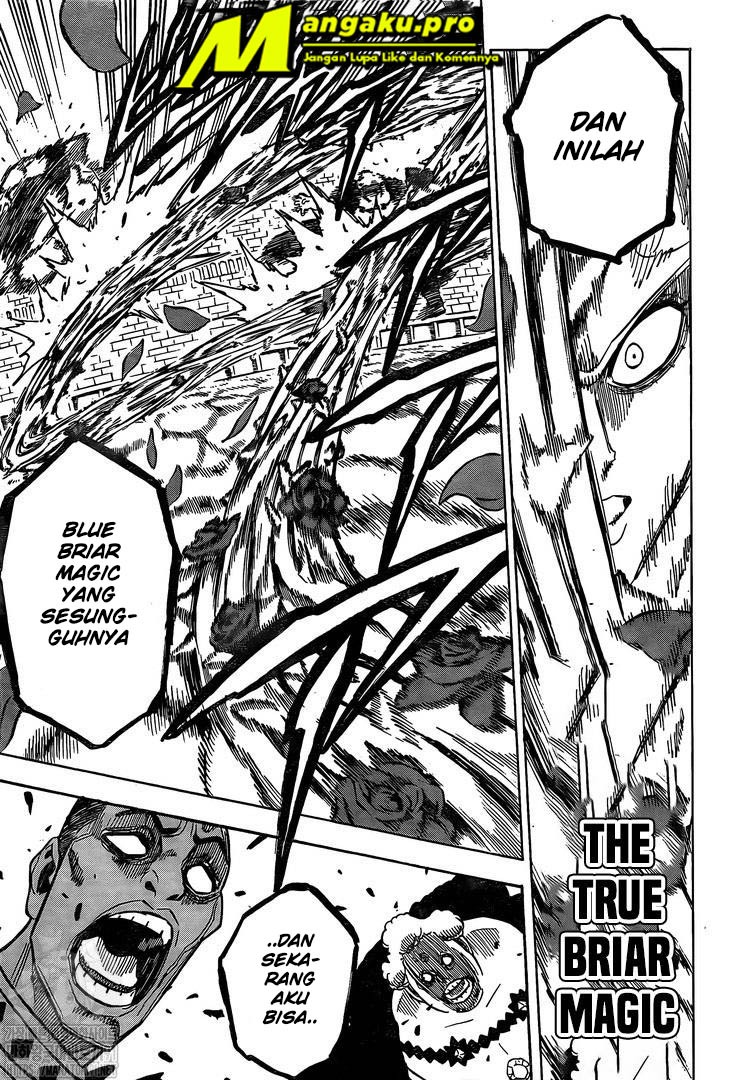 Mangaku.pro
Jangan Lupa Like dan Komennya
DAN
INILAH
BLUE
BRIAR
MAGIC
YANG
SESUNG-
GUHNYA
THE
TRUE
BRIAR
MAGIC
..DAN
SEKA-
RANG
AKU
BISA..